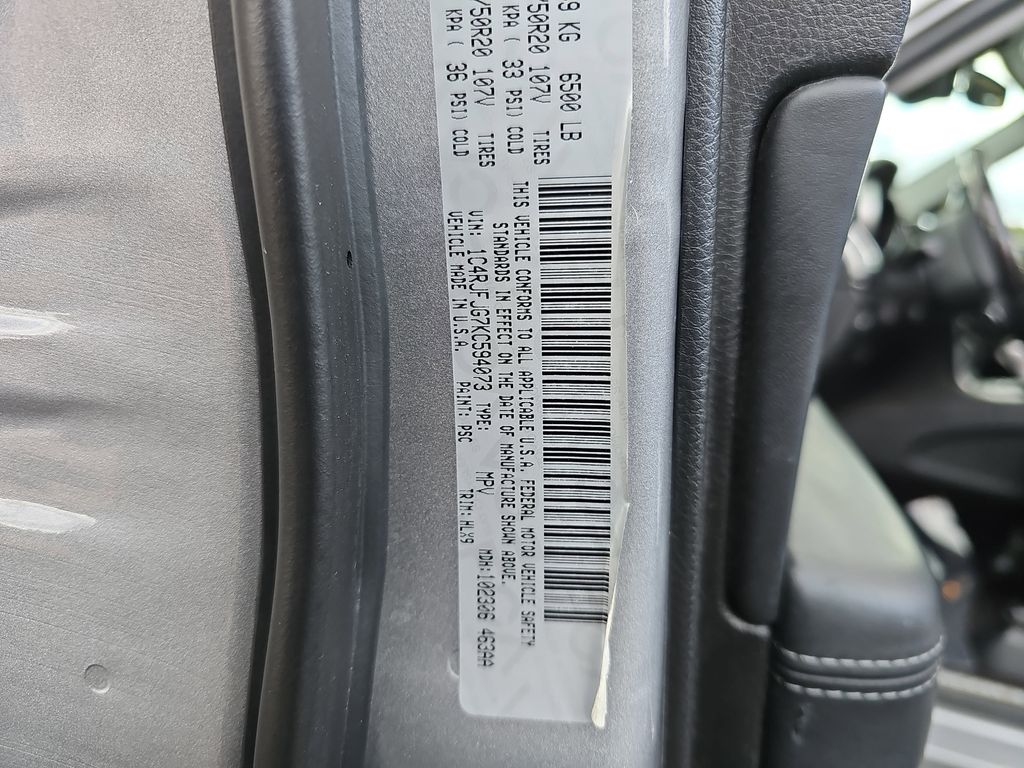 9 KG 6500 LB
/50R20 107V TIRES
KPA ( 33 PSI) COLD
/50R20 107V TIRES
KPA ( 36 PSI) COLD
THIS VEHICLE CONFORMS TO ALL APPLICABLE U.S.A. FEDERAL MOTOR VEHICLE SAFETY
STANDARDS IN EFFECT ON THE DATE OF MANUFACTURE SHOWN ABOVE.
VIN: 1C4RJFJG7KC594073 TYPE: MPV MDH:102306 463AA
VEHICLE MADE IN U.S.A. PAINT: PSC TRIM:HLX9